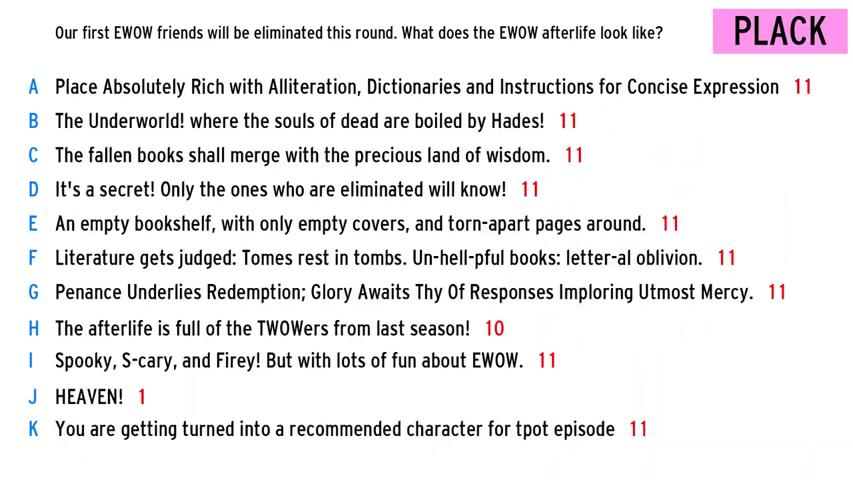 Our first EWOW friends will be eliminated this round. What does the EWOW afterlife look like?
PLACK
A Place Absolutely Rich with Alliteration, Dictionaries and Instructions for Concise Expression 11
B The Underworld! where the souls of dead are boiled by Hades! 11
C The fallen books shall merge with the precious land of wisdom. 11
D It's a secret! Only the ones who are eliminated will know! 11
E An empty bookshelf, with only empty covers, and torn-apart pages around. 11
F Literature gets judged: Tomes rest in tombs. Un-hell-pful books: letter-al oblivion. 11
G Penance Underlies Redemption; Glory Awaits Thy Of Responses Imploring Utmost Mercy. 11
H The afterlife is full of the TWOWers from last season! 10
I Spooky, S-cary, and Firey! But with lots of fun about EWOW. 11
J HEAVEN! 1
K You are getting turned into a recommended character for tpot episode 11